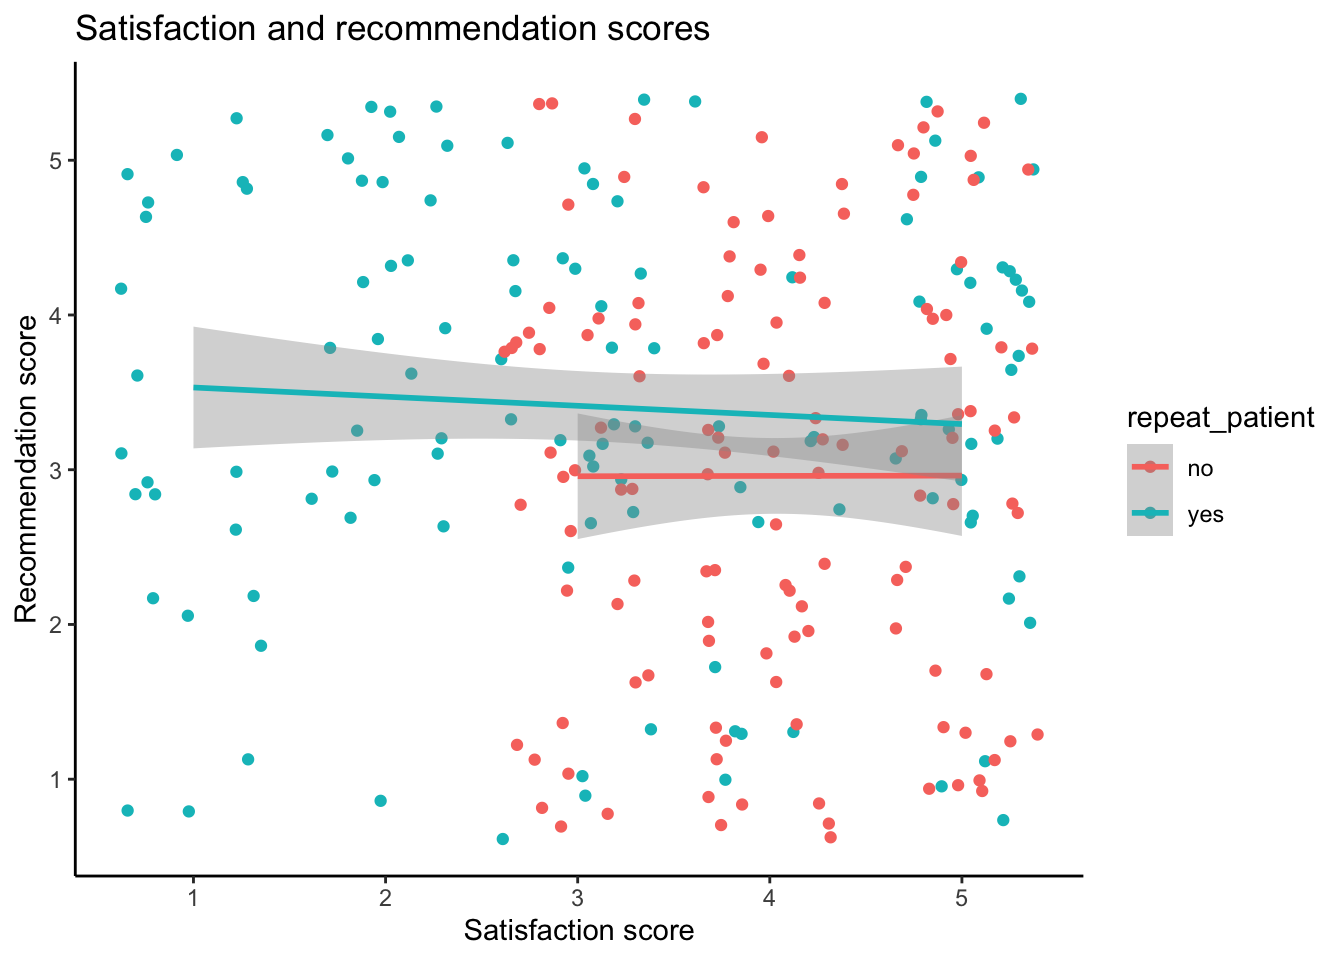 Satisfaction and recommendation scores
Recommendation score
5
4
3
2
1
1 2 3 4 5
Satisfaction score
repeat_patient
no
yes